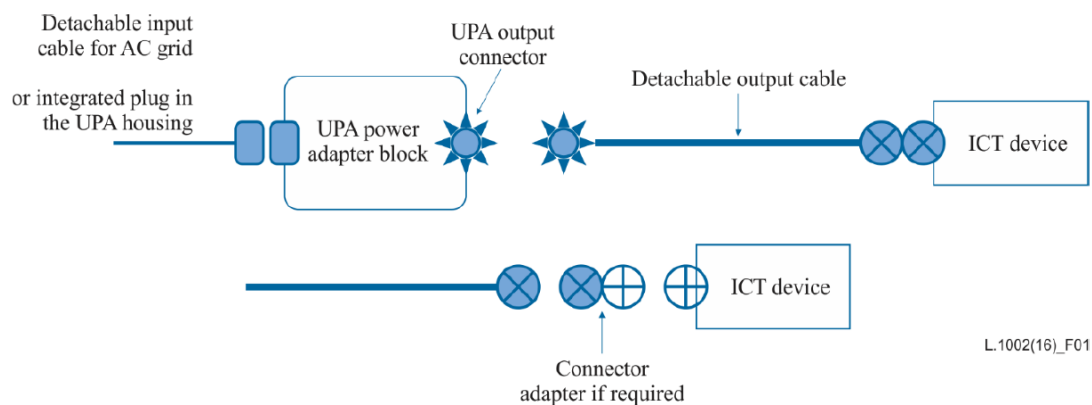 Detachable input
cable for AC grid
or integrated plug in
the UPA housing
UPA output
connector
UPA power
adapter block
Detachable output cable
ICT device
ICT device
Connector
adapter if required
L.1002(16)_F01